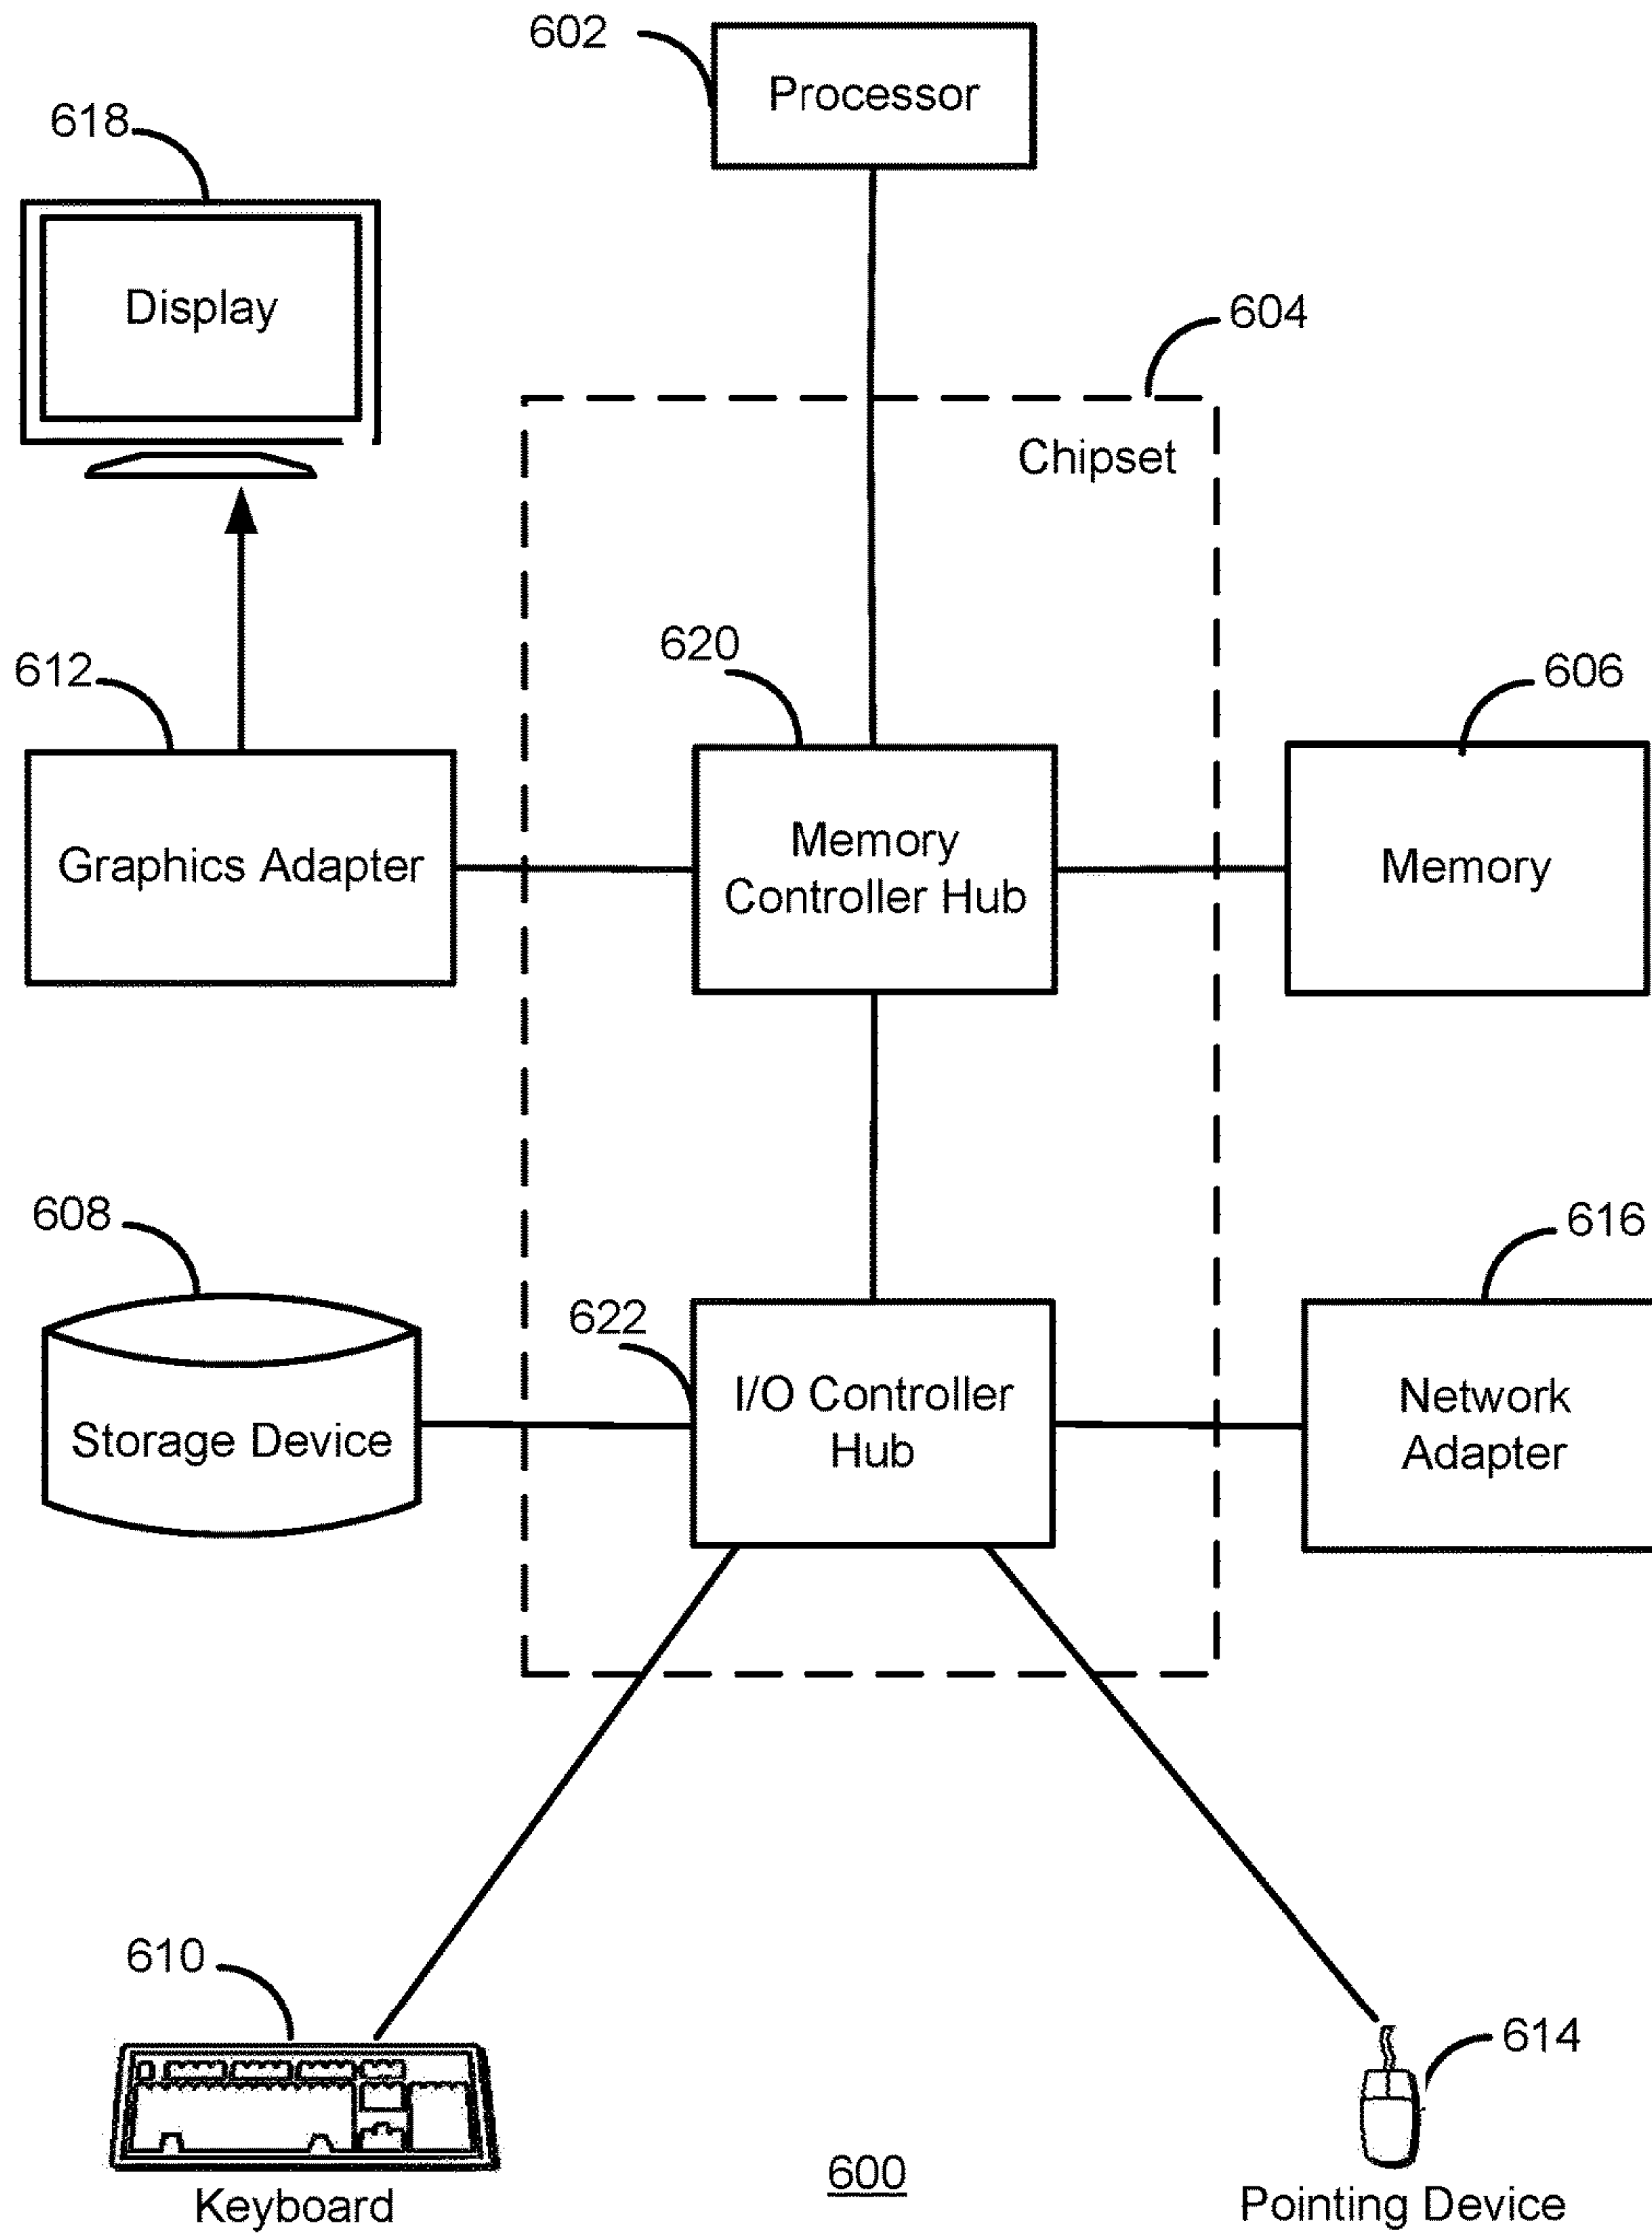 602
Processor
618
Display
604
Chipset
620
612
606
Memory
Controller Hub
Graphics Adapter
Memory
608
616
622
I/O Controller
Hub
Storage Device
Network
Adapter
610
614
600
Keyboard
Pointing Device